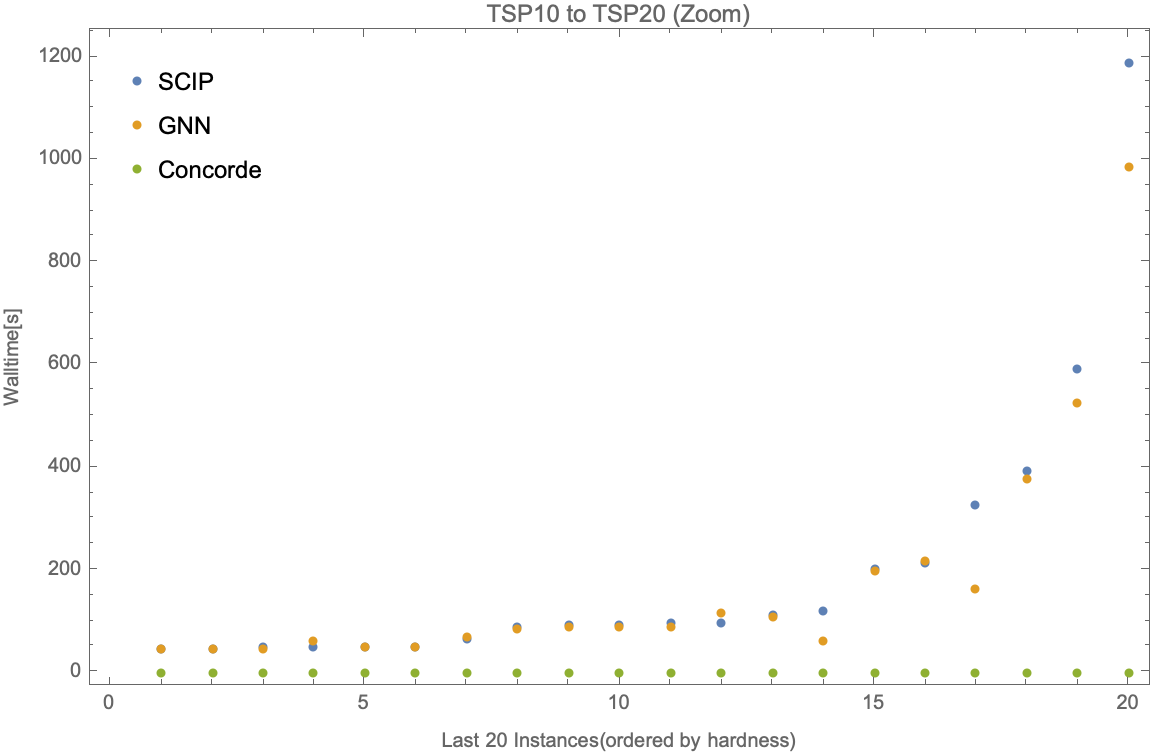 TSP10 to TSP20 (Zoom)
1200
SCIP
GNN
1000
Concorde
800
600
400
200
0
Walltime[s]
0 5 10 15 20
Last 20 Instances(ordered by hardness)